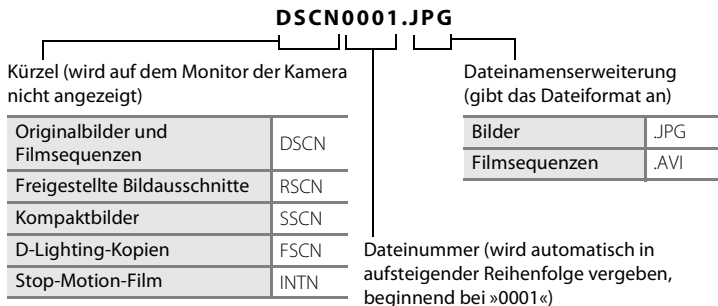 DSCN0001.JPG
Kürzel (wird auf dem Monitor der Kamera
nicht angezeigt)
Originalbilder und
Filmsequenzen DSCN
Freigestellte Bildausschnitte RSCN
Kompaktbilder SSCN
D-Lighting-Kopien FSCN
Stop-Motion-Film INTN
Dateinamenserweiterung
(gibt das Dateiformat an)
Bilder .JPG
Filmsequenzen .AVI
Dateinummer (wird automatisch in
aufsteigender Reihenfolge vergeben,
beginnend bei »0001«)